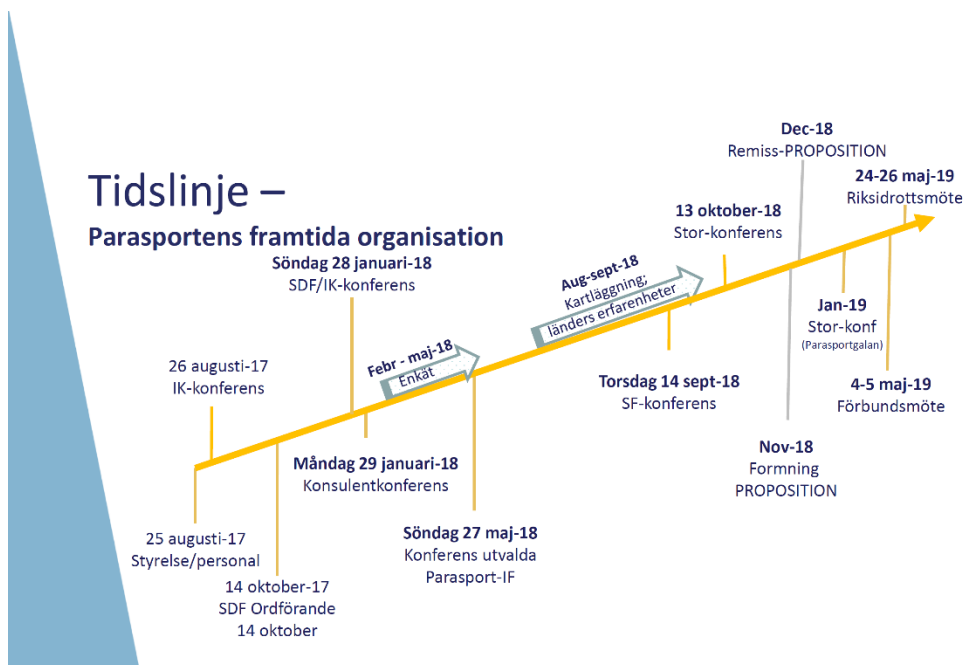 Tidslinje –
Parasportens framtida organisation
25 augusti-17
Styrelse/personal
26 augusti-17
IK-konferens
14 oktober-17
SDF Ordförande
14 oktober
Söndag 28 januari-18
SDF/IK-konferens
Måndag 29 januari-18
Konsulentkonferens
Febr - maj-18
Enkät
Söndag 27 maj-18
Konferens utvalda
Parasport-IF
Aug-sept-18
Kartläggning;
länders erfarenheter
Torsdag 14 sept-18
SF-konferens
13 oktober-18
Stor-konferens
Nov-18
Formning
PROPOSITION
Dec-18
Remiss-PROPOSITION
Jan-19
Stor-konf
(Parasportgalan)
4-5 maj-19
Förbundsmöte
24-26 maj-19
Riksidrottsmöte